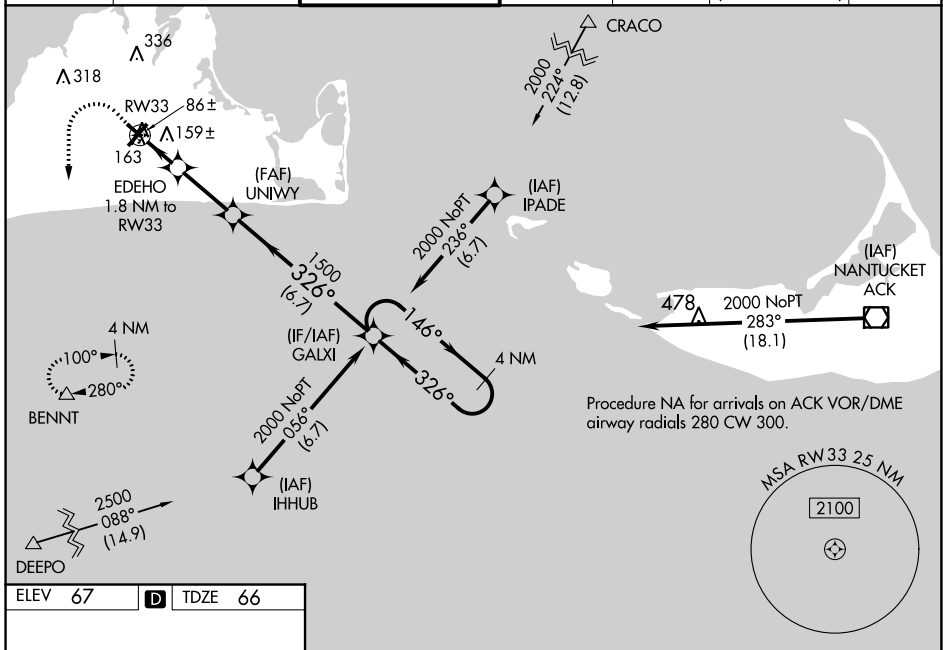 336
318
RW33
86±
159±
163
EDEHO
1.8 NM to
RW33
(FAF)
UNIWY
CRACO
2000
224°
(12.8)
(IAF)
IPADE
2000 NoPT
236°
(6.7)
(IAF)
NANTUCKET
ACK
478
2000 NoPT
283°
(18.1)
1500
326°
(6.7)
(IF/IAF)
GALXI
146°
4 NM
326°
4 NM
100°
280°
BENNT
2000 NoPT
056°
(6.7)
(IAF)
IHHUB
Procedure NA for arrivals on ACK VOR/DME
airway radials 280 CW 300.
MSA RW33 25 NM
2100
2500
088°
(14.9)
DEEPO
ELEV 67 D TDZE 66